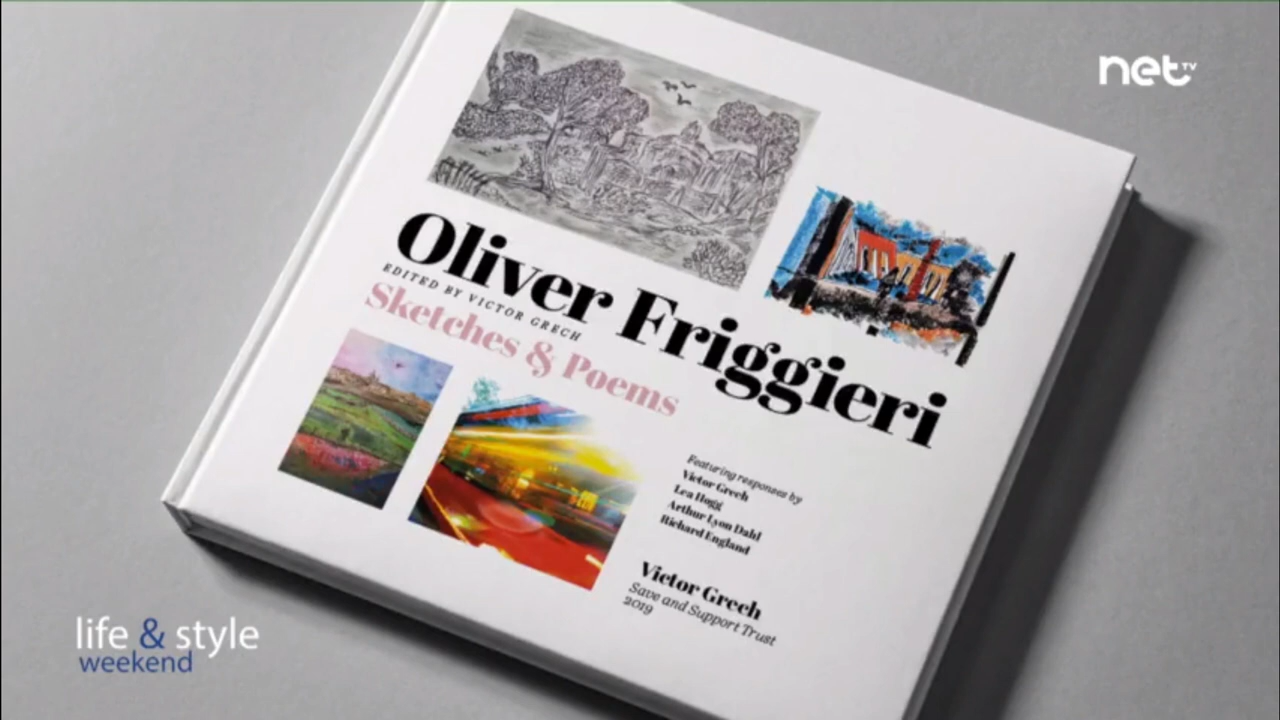 net TV
Oliver Friggieri
EDITED BY VICTOR GRECH
Sketches & Poems
Featuring responses by
Victor Grech
Lea Hogg
Arthur Lyon Dahl
Richard England
Victor Grech
Save and Support Trust
2019
life & style
weekend